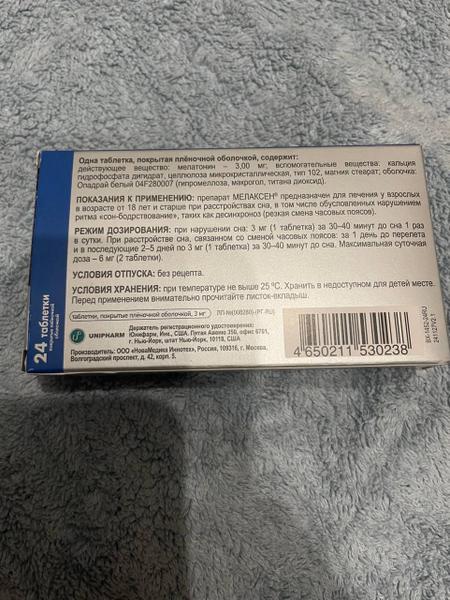 Одна таблетка, покрытая плёночной оболочкой, содержит:
действующее вещество: мелатонин – 3,00 мг; вспомогательные вещества: кальция
гидрофосфата дигидрат, целлюлоза микрокристаллическая, тип 102, магния стеарат; оболочка:
Опадрай белый 04F280007 (гипромеллоза, макрогол, титана диоксид).
ПОКАЗАНИЯ К ПРИМЕНЕНИЮ: препарат МЕЛАКСЕН® предназначен для лечения у взрослых
в возрасте от 18 лет и старше при расстройствах сна, в том числе обусловленных нарушением
ритма «сон-бодрствование», таких как десинхроноз (резкая смена часовых поясов).
РЕЖИМ ДОЗИРОВАНИЯ: при нарушении сна: 3 мг (1 таблетка) за 30–40 минут до сна 1 раз
в сутки. При расстройстве сна, связанном со сменой часовых поясов: за 1 день до перелета
и в последующие 2–5 дней по 3 мг (1 таблетка) за 30–40 минут до сна. Максимальная суточная
доза – 6 мг (2 таблетки).
УСЛОВИЯ ОТПУСКА: без рецепта.
УСЛОВИЯ ХРАНЕНИЯ: при температуре не выше 25 °С. Хранить в недоступном для детей месте.
Перед применением внимательно прочитайте листок-вкладыш.
таблетки, покрытые плёночной оболочкой, 3 мг
ЛП-№(008280)-(РГ-RU)
UNIPHARM
Держатель регистрационного удостоверения:
Юнифарм, Инк., США, Пятая Авеню 350, офис 6701,
г. Нью-Йорк, штат Нью-Йорк, 10118, США
Производитель: ООО «НоваМедика Иннотех», Россия, 109316, г. Москва,
Волгоградский проспект, д. 42, корп. 5.
4 650211 530238
24 таблетки